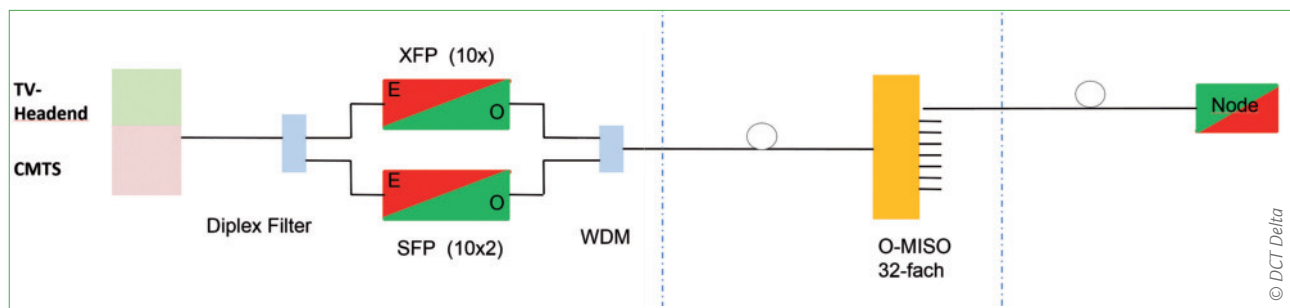 TV-
Headend
CMTS
Diplex Filter
XFP (10x)
E
O
E
O
SFP (10x2)
WDM
O-MISO
32-fach
Node
© DCT Delta